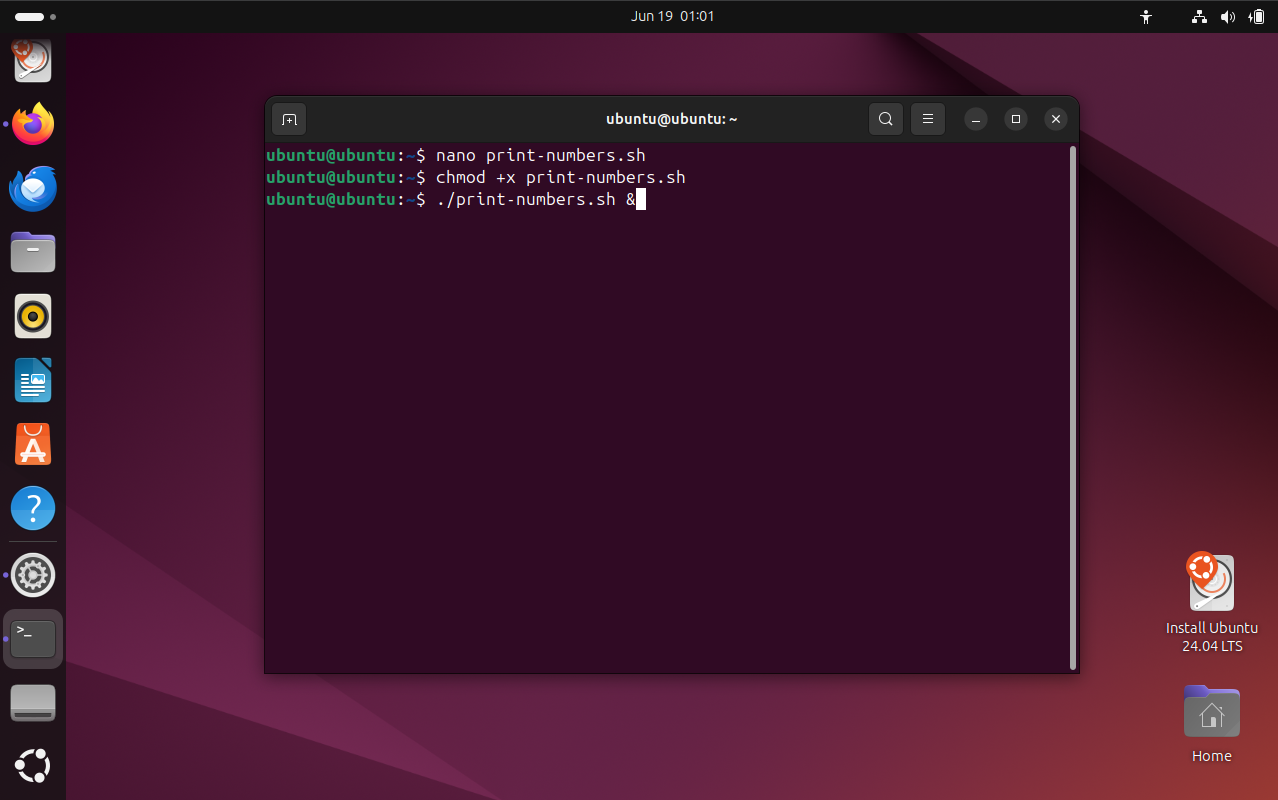 Jun 19 01:01
ubuntu@ubuntu: ~
ubuntu@ubuntu:~$ nano print-numbers.sh
ubuntu@ubuntu:~$ chmod +x print-numbers.sh
ubuntu@ubuntu:~$ ./print-numbers.sh &
>_
?
Install Ubuntu
24.04 LTS
Home